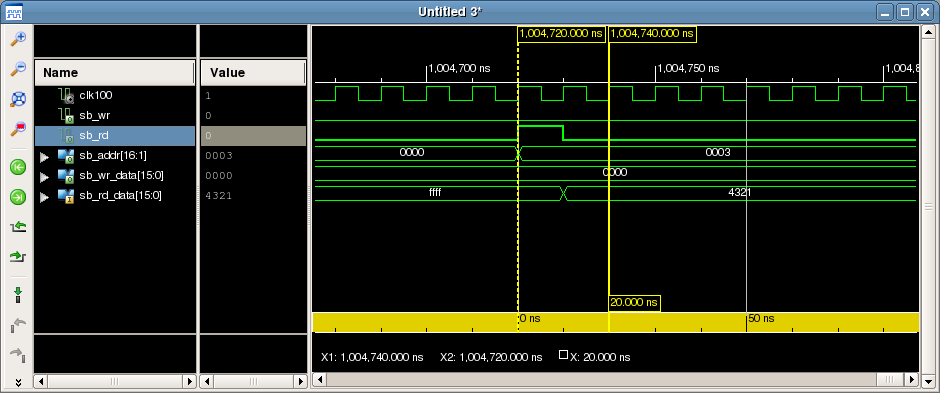 Untitled 3*
1,004,720.000 ns 1,004,740.000 ns
Name Value 1,004,700 ns 1,004,750 ns 1,004,8
clk100 1
sb_wr 0
sb_rd 0
sb_addr[16:1] 0003 0000 0003
sb_wr_data[15:0] 0000 0000
sb_rd_data[15:0] 4321 ffff 4321
20.000 ns
0 ns 50 ns
X1: 1,004,740.000 ns X2: 1,004,720.000 ns X: 20.000 ns